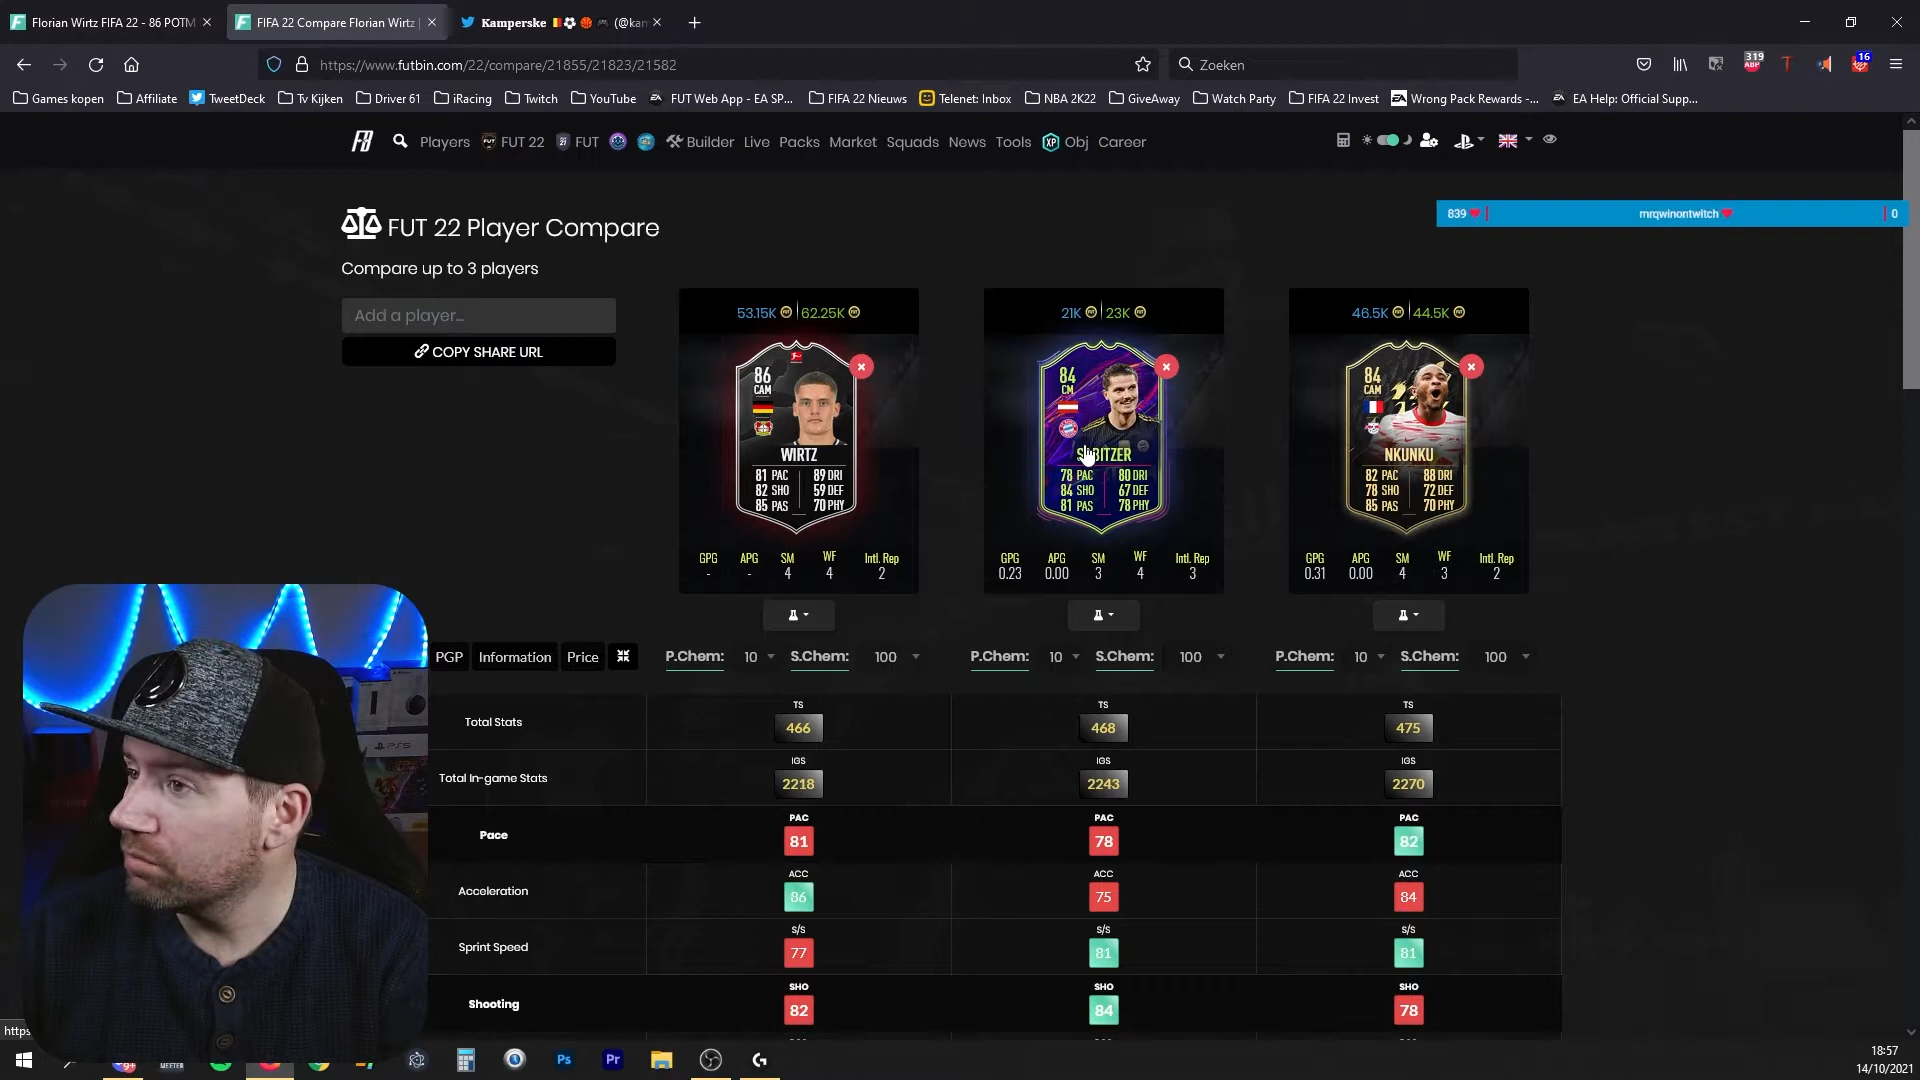 Florian Wirtz FIFA 22 - 86 POTM
FIFA 22 Compare Florian Wirtz |
Kamperske (@kam
https://www.futbin.com/22/compare/21855/21823/21582
Zoeken
319
ABP
T
16
Games kopen Affiliate TweetDeck Tv Kijken Driver 61 iRacing Twitch YouTube FUT Web App - EA SP... FIFA 22 Nieuws Telenet: Inbox NBA 2K22 GiveAway Watch Party FIFA 22 Invest Wrong Pack Rewards -... EA Help: Official Supp...
Players FUT 22 FUT Builder Live Packs Market Squads News Tools Obj Career
839 mrqwinontwitch 0
FUT 22 Player Compare
Compare up to 3 players
Add a player...
COPY SHARE URL
53.15K 62.25K 21K 23K 46.5K 44.5K
86
CAM
WIRTZ
81 PAC 89 DRI
82 SHO 59 DEF
85 PAS 70 PHY
GPG APG SM WF Intl. Rep
- - 4 4 2
84
CM
78 PAC 80 DRI
84 SHO 67 DEF
81 PAS 78 PHY
GPG APG SM WF Intl. Rep
0.23 0.00 3 4 3
84
CAM
NKUNKU
82 PAC 88 DRI
78 SHO 72 DEF
85 PAS 70 PHY
GPG APG SM WF Intl. Rep
0.31 0.00 4 3 2
PGP Information Price
P.Chem: 10 S.Chem: 100 P.Chem: 10 S.Chem: 100 P.Chem: 10 S.Chem: 100
TS TS TS
Total Stats 466 468 475
IGS IGS IGS
Total In-game Stats 2218 2243 2270
PAC PAC PAC
Pace 81 78 82
ACC ACC ACC
Acceleration 86 75 84
S/S S/S S/S
Sprint Speed 77 81 81
SHO SHO SHO
Shooting 82 84 78
https
PS5
MEETER
Ps
Pr
18:57
14/10/2021